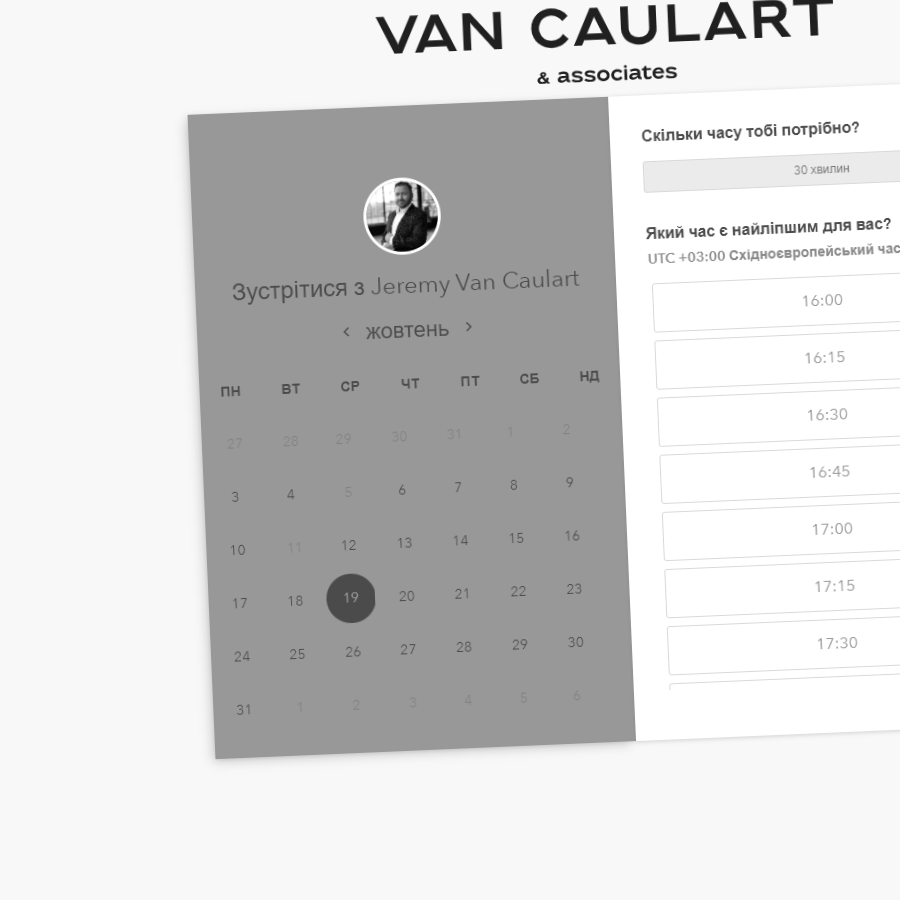 VAN CAULART
& associates
Зустрітися з Jeremy Van Caulart
‹ жовтень ›
ПН ВТ СР ЧТ ПТ СБ НД
27 28 29 30 31 1 2
3 4 5 6 7 8 9
10 11 12 13 14 15 16
17 18 19 20 21 22 23
24 25 26 27 28 29 30
31 1 2 3 4 5 6
Скільки часу тобі потрібно?
30 хвилин
Який час є найліпшим для вас?
UTC +03:00 Східноєвропейський час
16:00
16:15
16:30
16:45
17:00
17:15
17:30